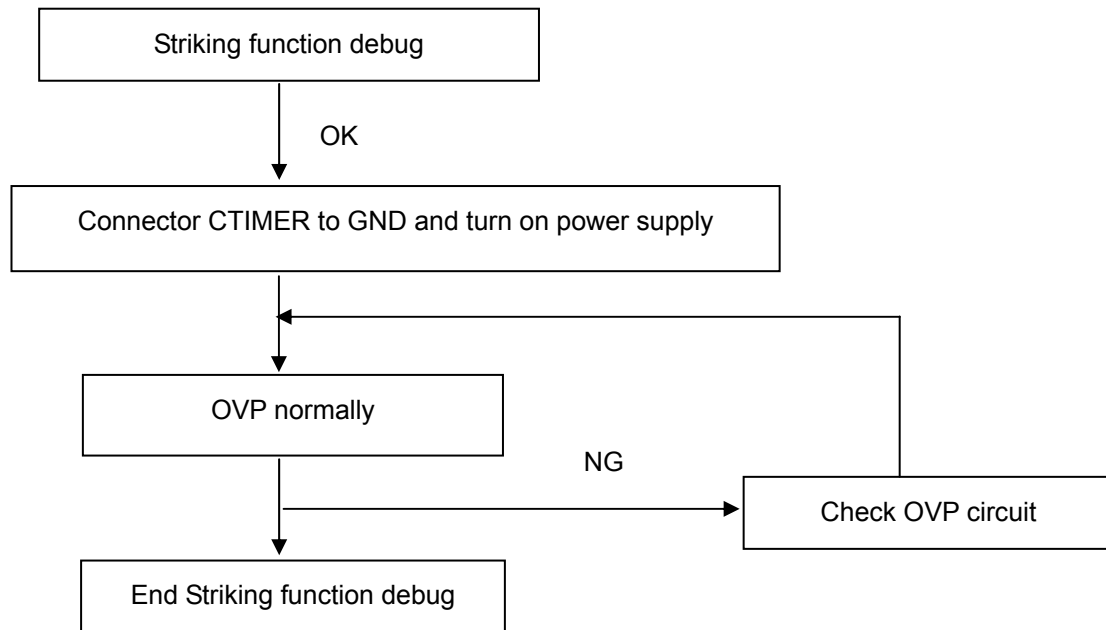 Striking function debug
OK
Connector CTIMER to GND and turn on power supply
OVP normally
NG
Check OVP circuit
End Striking function debug